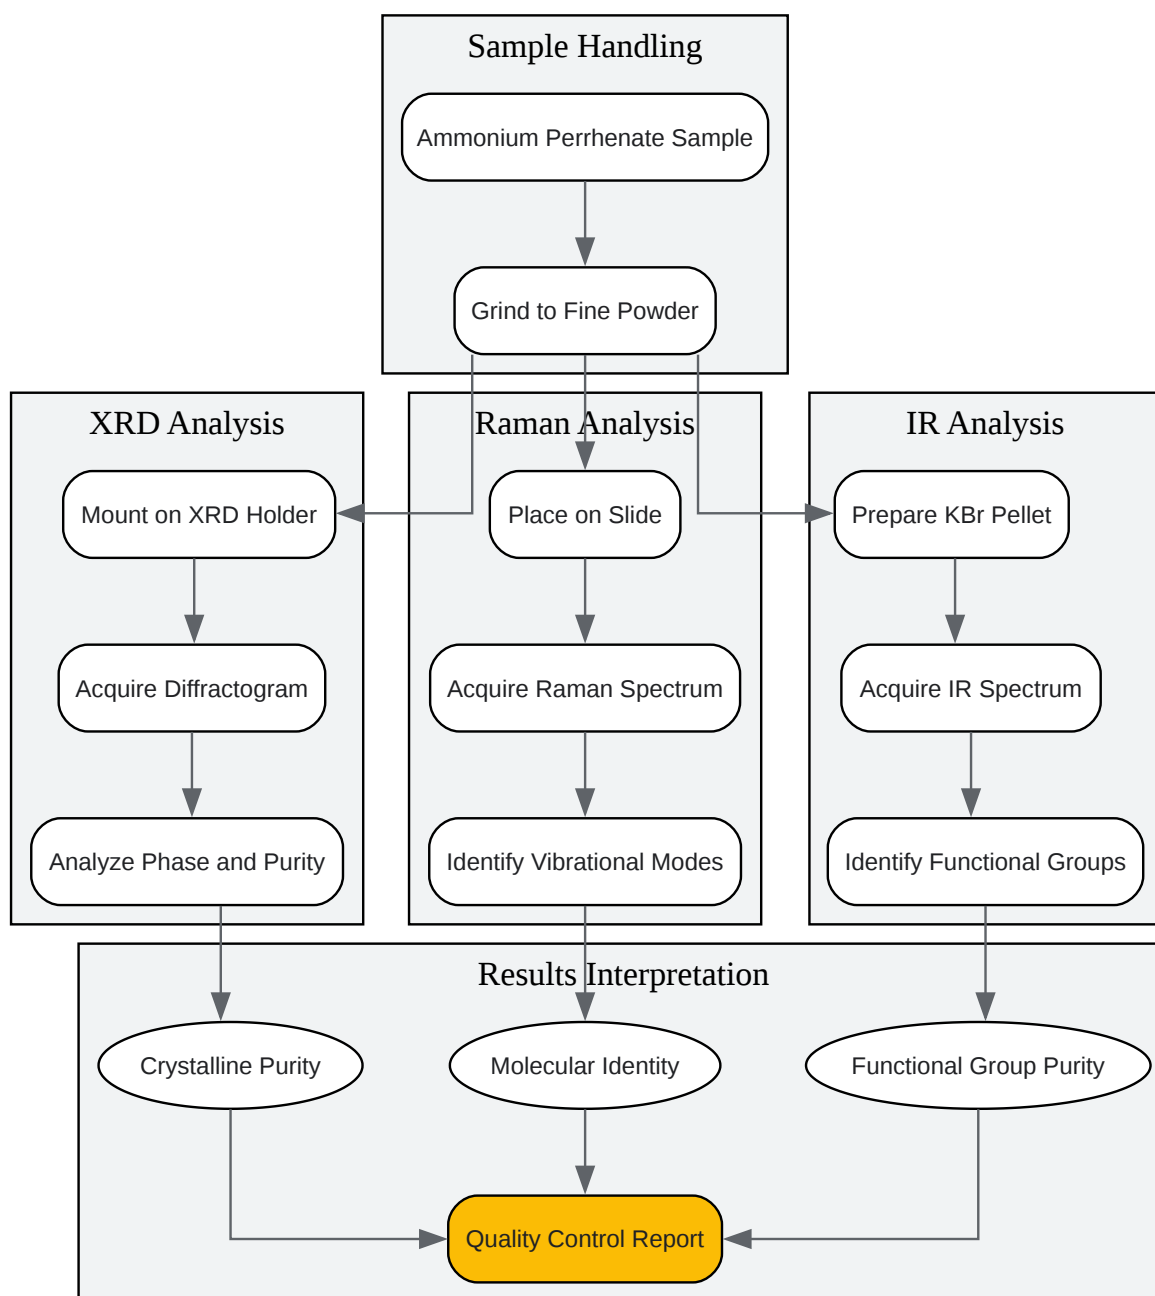 Sample Handling
Ammonium Perrhenate Sample
Grind to Fine Powder
XRD Analysis
Mount on XRD Holder
Acquire Diffractogram
Analyze Phase and Purity
Raman Analysis
Place on Slide
Acquire Raman Spectrum
Identify Vibrational Modes
IR Analysis
Prepare KBr Pellet
Acquire IR Spectrum
Identify Functional Groups
Results Interpretation
Crystalline Purity
Molecular Identity
Functional Group Purity
Quality Control Report